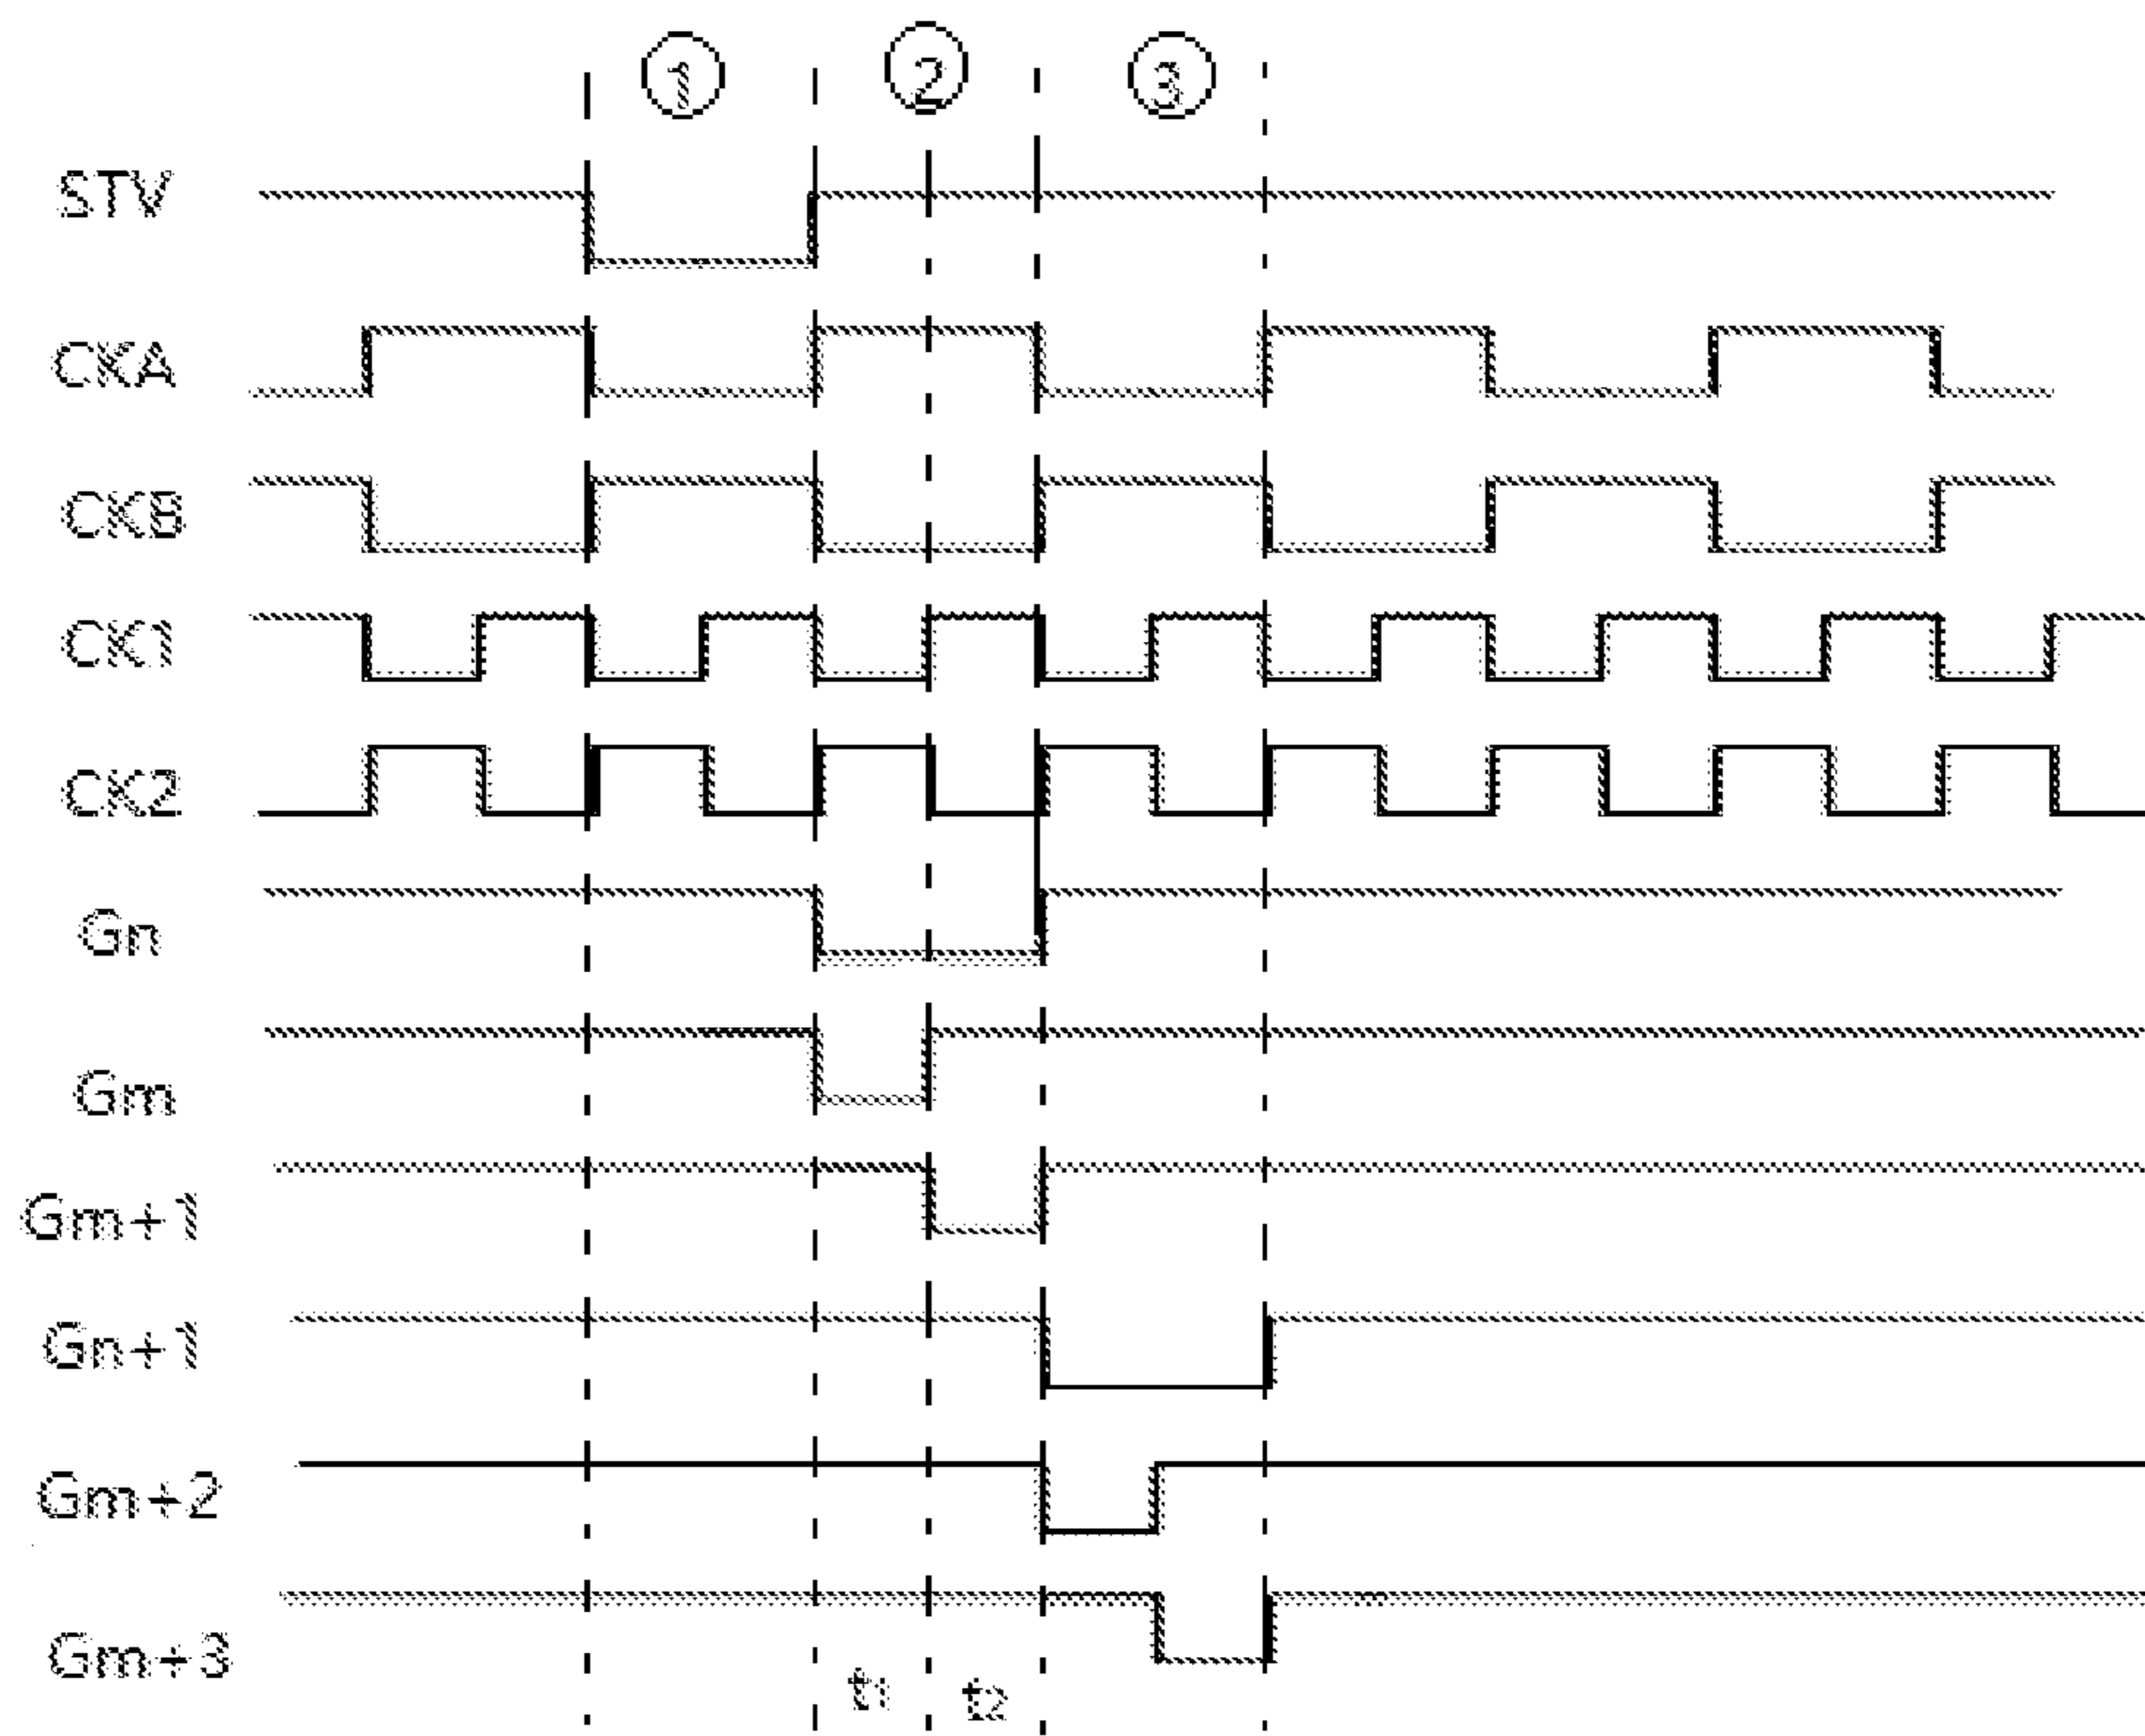 ① ② ③
STV
CKA
CKB
CK1
CK2
Gn
Gm
Gm+1
Gn+1
Gm+2
Gm+3
t1 t2